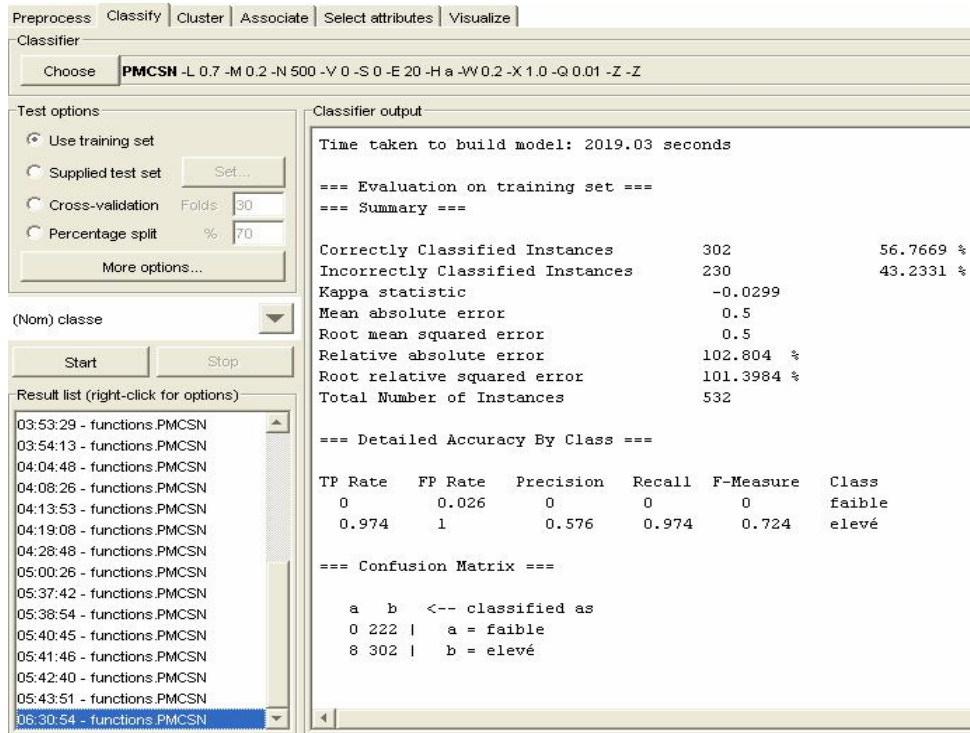 Preprocess Classify Cluster Associate Select attributes Visualize
Classifier
Choose PMCSN -L 0.7 -M 0.2 -N 500 -V 0 -S 0 -E 20 -H a -W 0.2 -X 1.0 -Q 0.01 -Z -Z
Test options
Use training set
Supplied test set Set...
Cross-validation Folds 30
Percentage split % 70
More options...
(Nom) classe
Start Stop
Result list (right-click for options)
03:53:29 - functions.PMCSN
03:54:13 - functions.PMCSN
04:04:48 - functions.PMCSN
04:08:26 - functions.PMCSN
04:13:53 - functions.PMCSN
04:19:08 - functions.PMCSN
04:28:48 - functions.PMCSN
05:00:26 - functions.PMCSN
05:37:42 - functions.PMCSN
05:38:54 - functions.PMCSN
05:40:45 - functions.PMCSN
05:41:46 - functions.PMCSN
05:42:40 - functions.PMCSN
05:43:51 - functions.PMCSN
06:30:54 - functions.PMCSN
Classifier output
Time taken to build model: 2019.03 seconds
=== Evaluation on training set ===
=== Summary ===
Correctly Classified Instances 302 56.7669 %
Incorrectly Classified Instances 230 43.2331 %
Kappa statistic -0.0299
Mean absolute error 0.5
Root mean squared error 0.5
Relative absolute error 102.804 %
Root relative squared error 101.3984 %
Total Number of Instances 532
=== Detailed Accuracy By Class ===
TP Rate FP Rate Precision Recall F-Measure Class
0 0.026 0 0 0 faible
0.974 1 0.576 0.974 0.724 elevé
=== Confusion Matrix ===
a b <-- classified as
0 222 | a = faible
8 302 | b = elevé